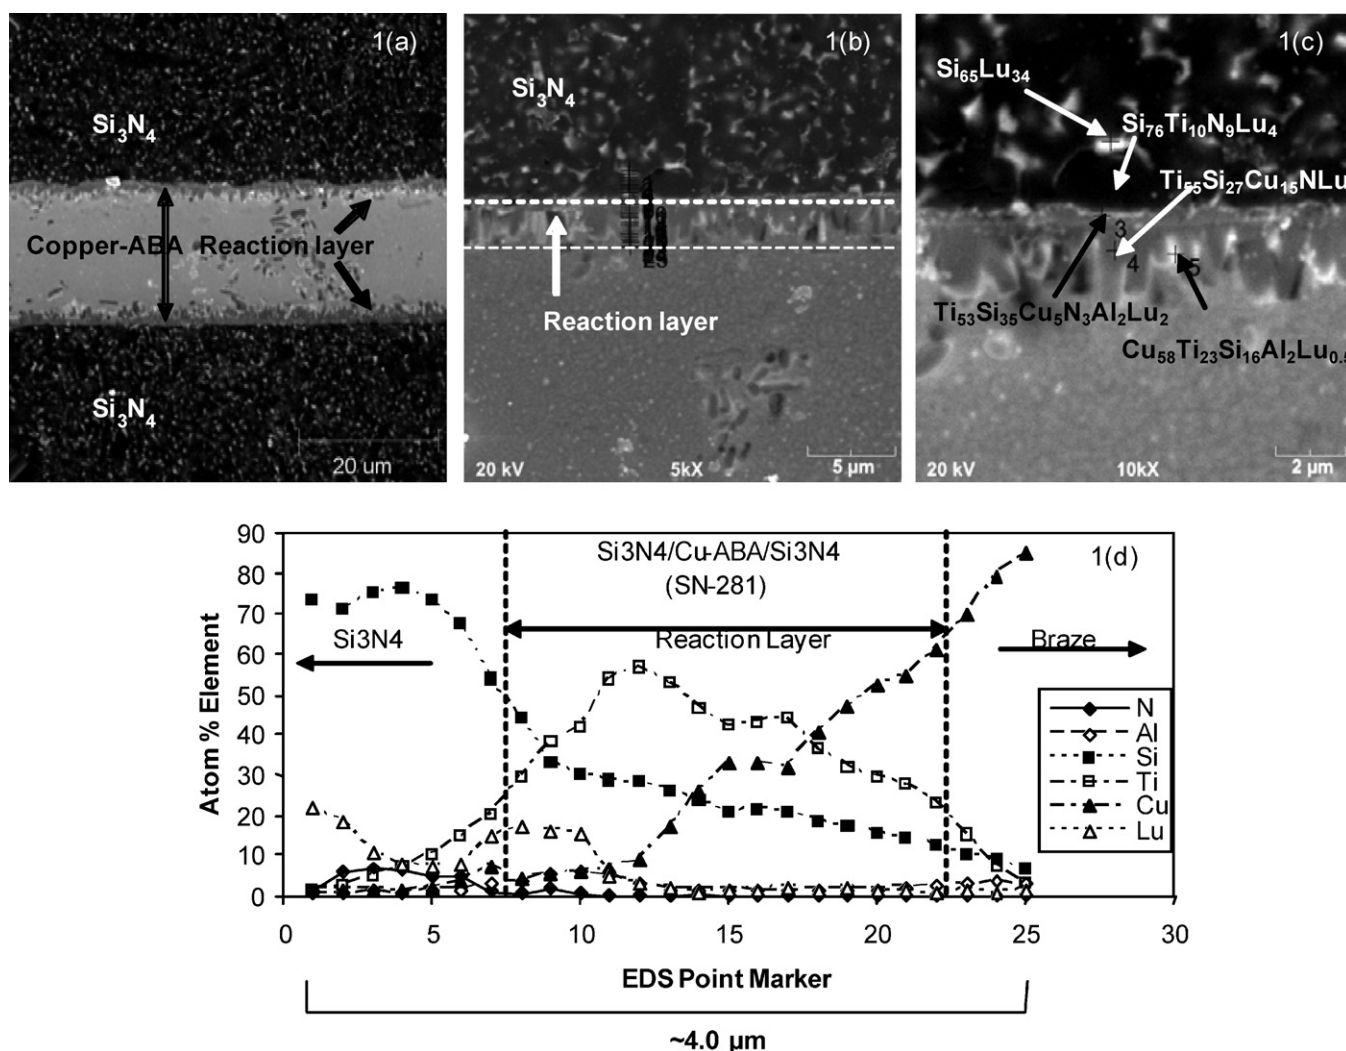 1(a)
Si3N4
Copper-ABA Reaction layer
Si3N4
20 um
1(b)
Si3N4
Reaction layer
20 kV 5kX 5 µm
1(c)
Si65Lu34
Si76Ti10N9Lu4
Ti55Si27Cu15NLu
3
4 5
Ti53Si35Cu5N3Al2Lu2
Cu58Ti23Si16Al2Lu0.5
20 kV 10kX 2 µm
1(d)
Si3N4/Cu-ABA/Si3N4
(SN-281)
Si3N4 Reaction Layer Braze
Atom % Element
90
80
70
60
50
40
30
20
10
0
N
Al
Si
Ti
Cu
Lu
0 5 10 15 20 25 30
EDS Point Marker
~4.0 µm